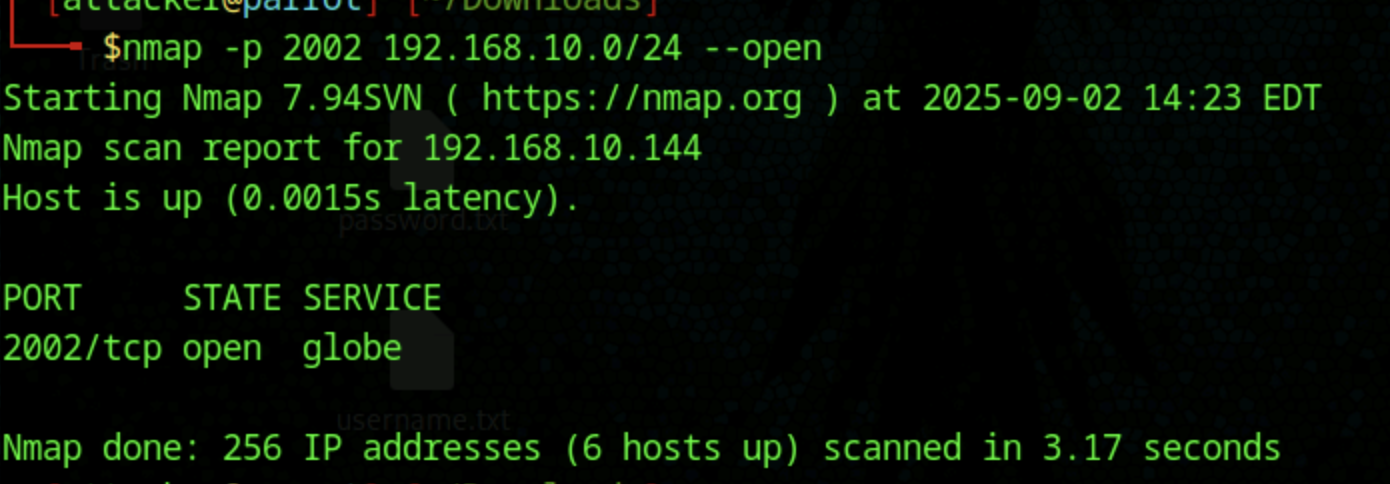 [attacker@parrot] [~/Downloads]
$nmap -p 2002 192.168.10.0/24 --open
Trash
Starting Nmap 7.94SVN ( https://nmap.org ) at 2025-09-02 14:23 EDT
Nmap scan report for 192.168.10.144
Host is up (0.0015s latency).
password.txt
PORT     STATE SERVICE
2002/tcp open  globe
username.txt
Nmap done: 256 IP addresses (6 hosts up) scanned in 3.17 seconds